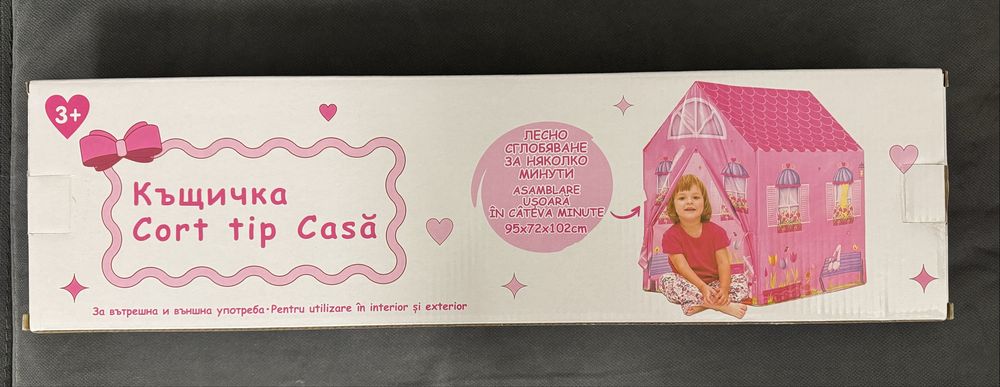 3+
Къщичка
Cort tip Casă
ЛЕСНО
СГЛОБЯВАНЕ
ЗА НЯКОЛКО
МИНУТИ
ASAMBLARE
UȘOARĂ
ÎN CÂTEVA MINUTE
95x72x102cm
За вътрешна и външна употреба·Pentru utilizare în interior și exterior